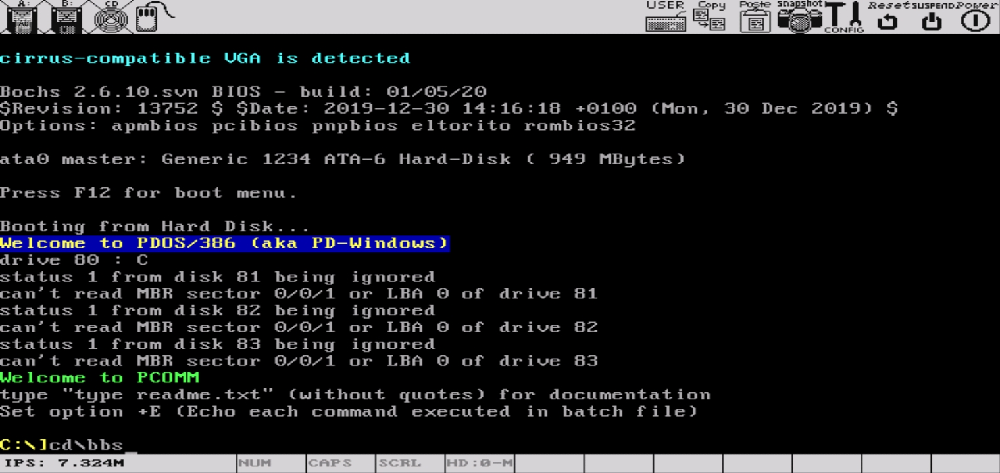 A: B: CD USER Copy Paste snapshot CONFIG Reset SUSPEND Power
cirrus-compatible VGA is detected
Bochs 2.6.10.svn BIOS - build: 01/05/20
$Revision: 13752 $ $Date: 2019-12-30 14:16:18 +0100 (Mon, 30 Dec 2019) $
Options: apmbios pcibios pnpbios eltorito rombios32
ata0 master: Generic 1234 ATA-6 Hard-Disk ( 949 MBytes)
Press F12 for boot menu.
Booting from Hard Disk...
Welcome to PDOS/386 (aka PD-Windows)
drive 80 : C
status 1 from disk 81 being ignored
can't read MBR sector 0/0/1 or LBA 0 of drive 81
status 1 from disk 82 being ignored
can't read MBR sector 0/0/1 or LBA 0 of drive 82
status 1 from disk 83 being ignored
can't read MBR sector 0/0/1 or LBA 0 of drive 83
Welcome to PCOMM
type "type readme.txt" (without quotes) for documentation
Set option +E (Echo each command executed in batch file)
C:\]cd\bbs_
IPS: 7.324M NUM CAPS SCRL HD:0-M